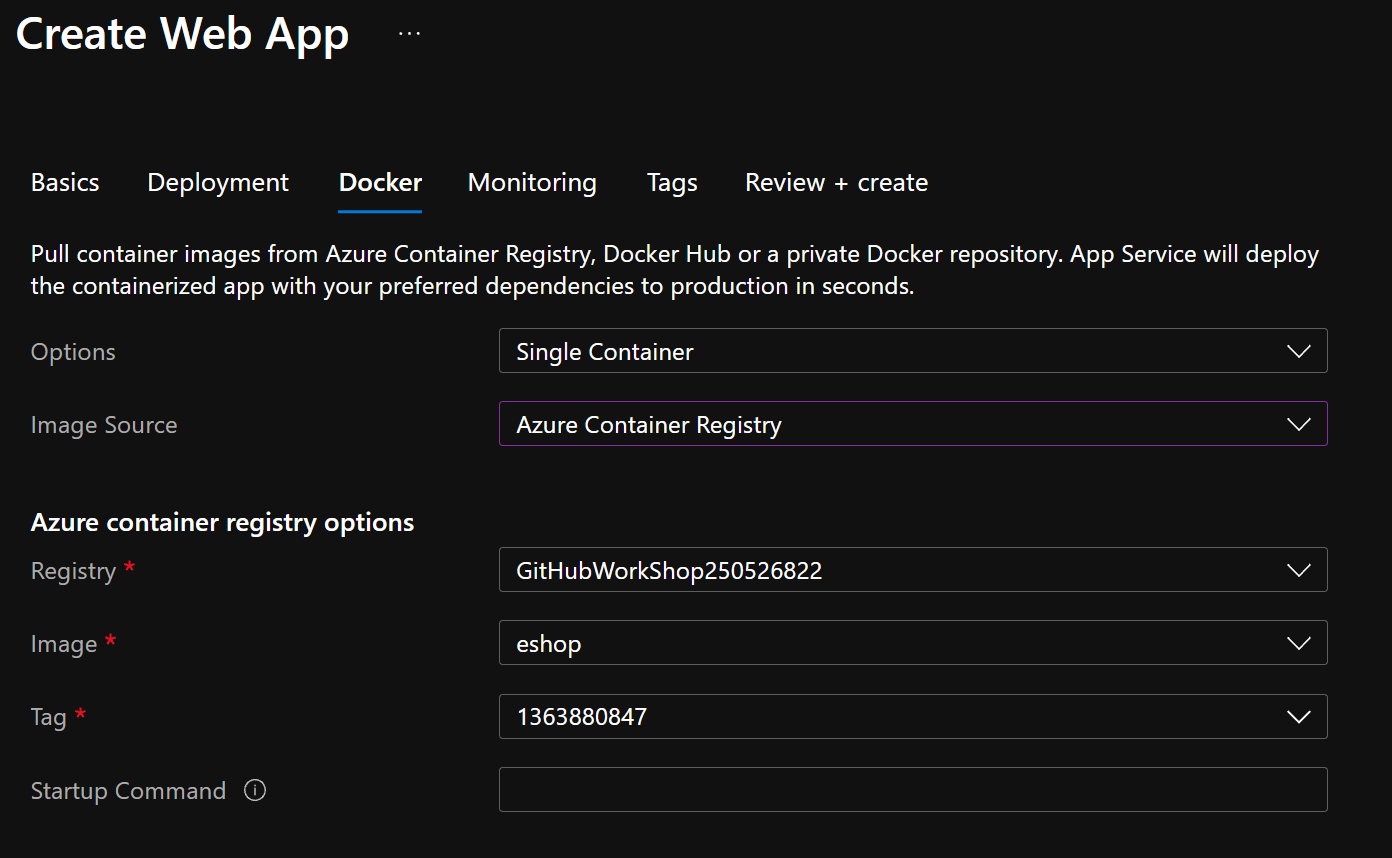 Create Web App ...
Basics Deployment Docker Monitoring Tags Review + create
Pull container images from Azure Container Registry, Docker Hub or a private Docker repository. App Service will deploy
the containerized app with your preferred dependencies to production in seconds.
Options Single Container
Image Source Azure Container Registry
Azure container registry options
Registry * GitHubWorkShop250526822
Image * eshop
Tag * 1363880847
Startup Command i